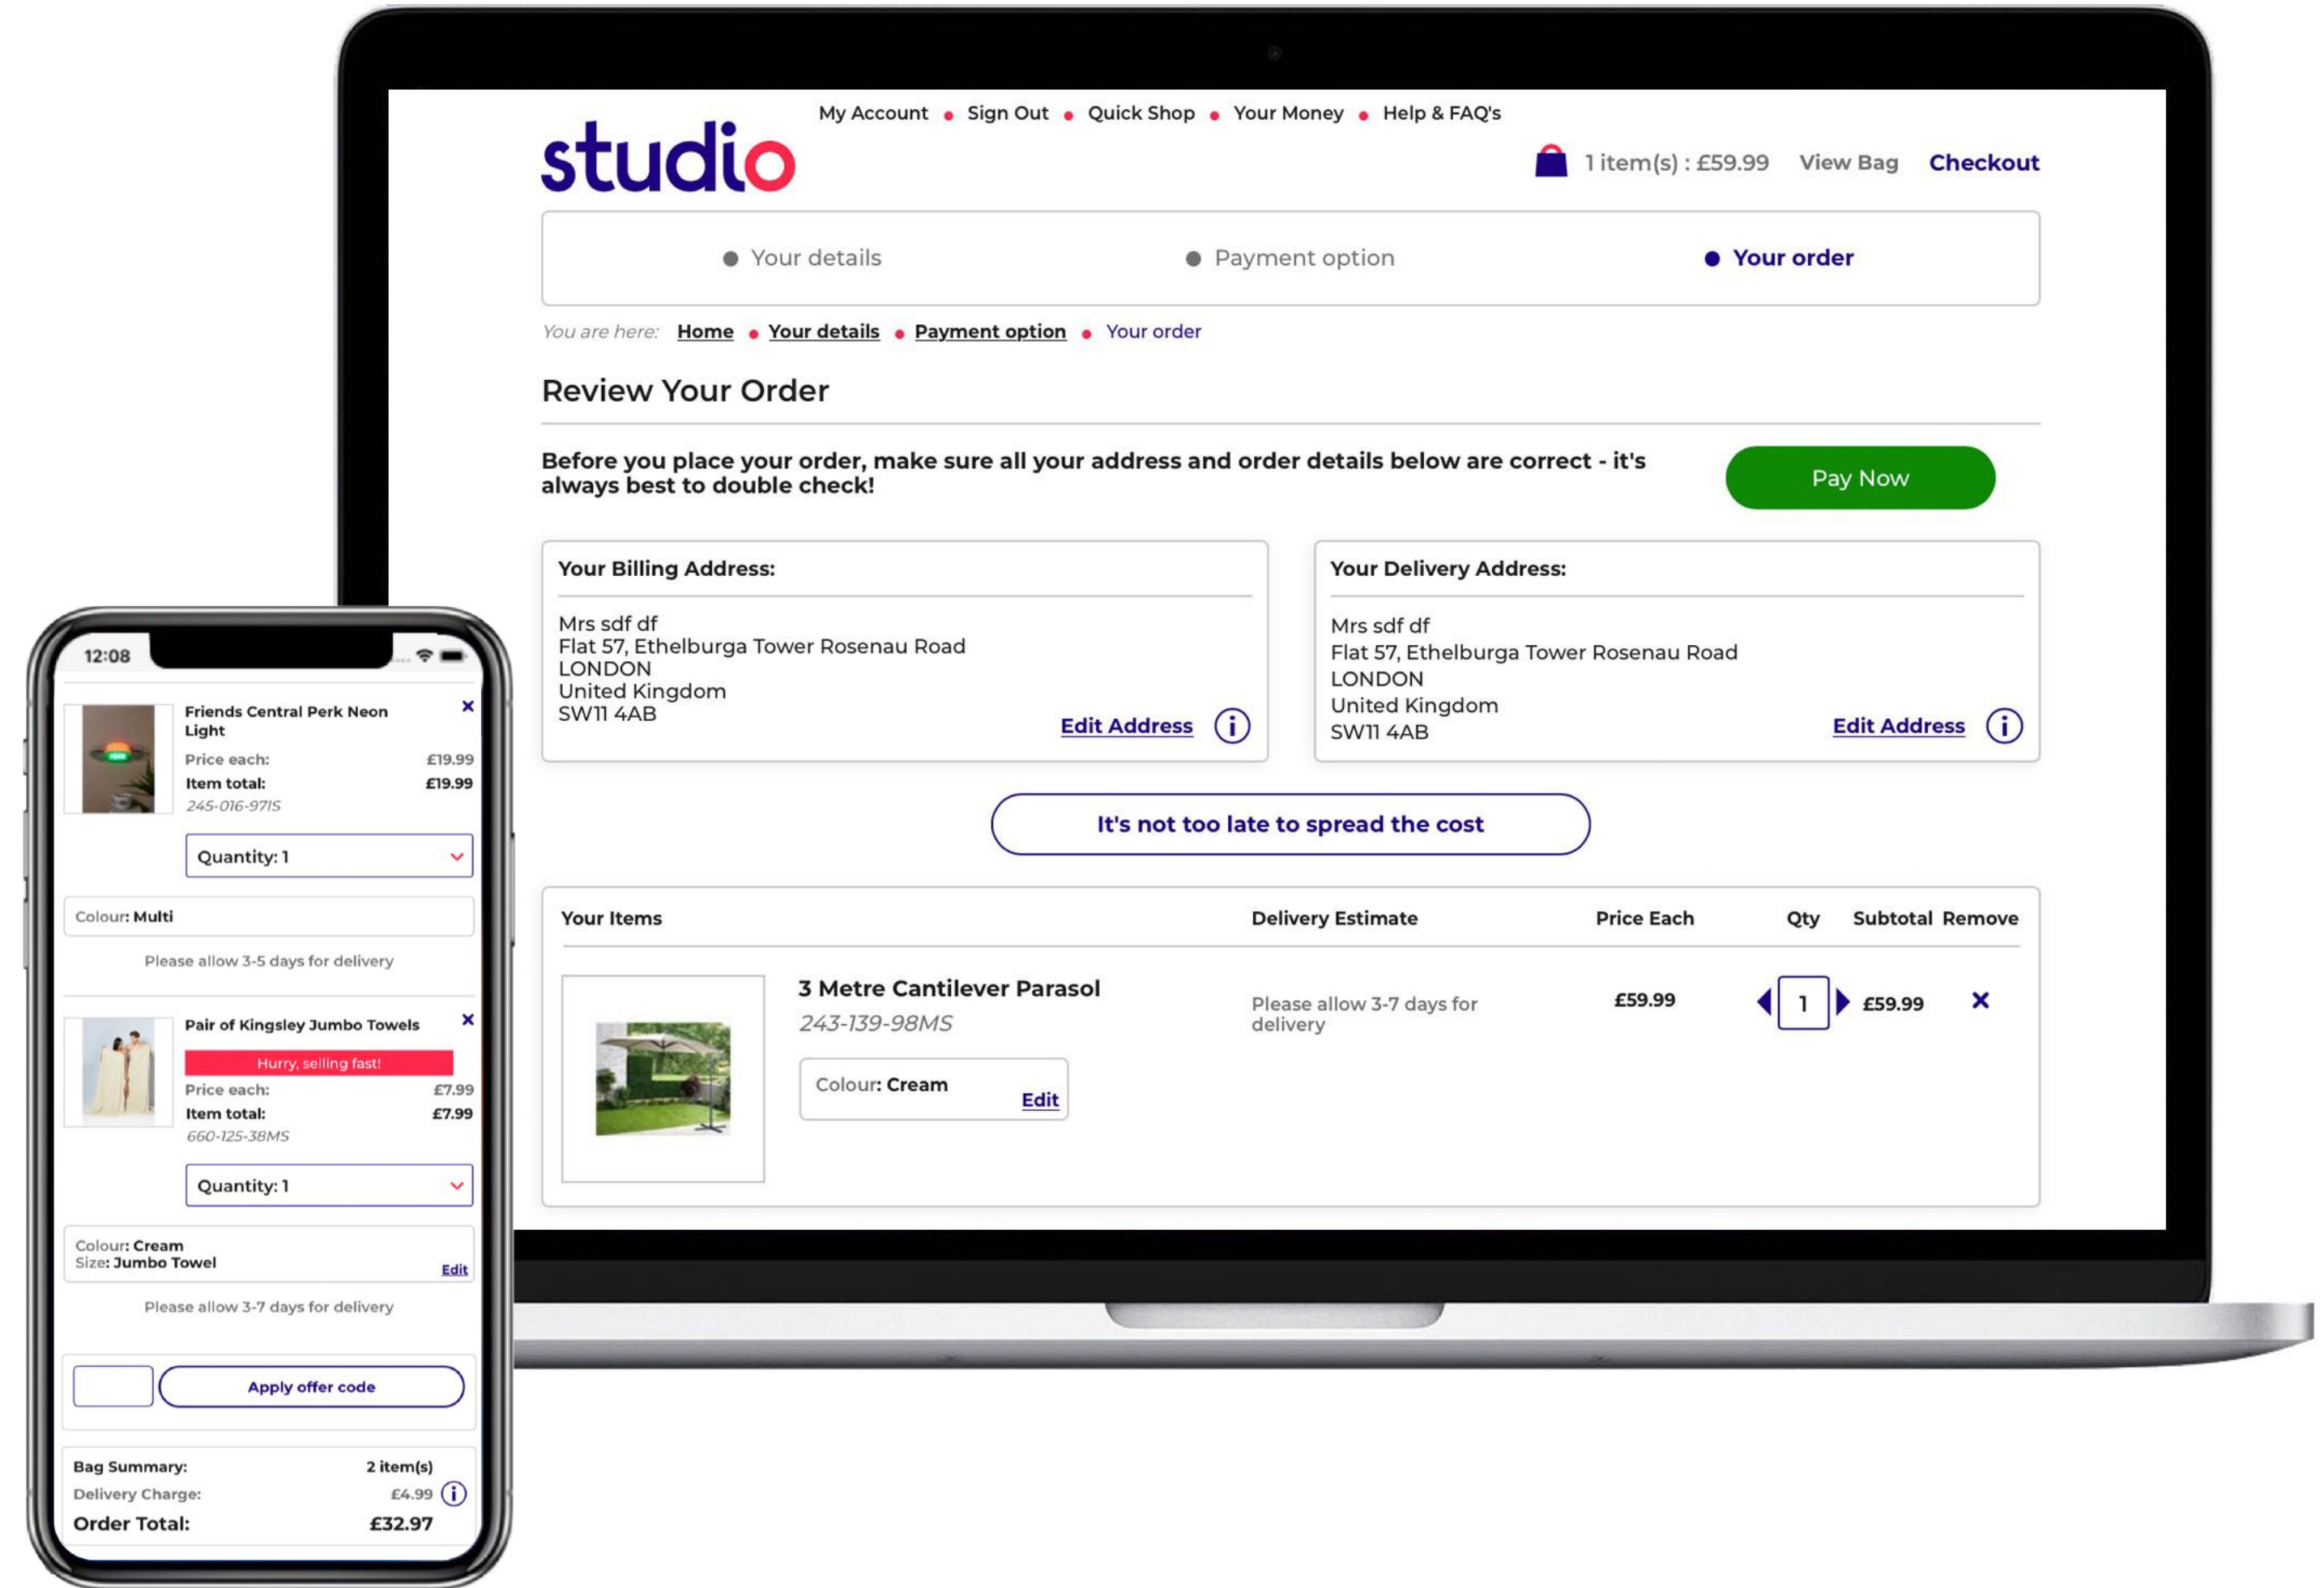 My Account • Sign Out • Quick Shop • Your Money • Help & FAQ's
studio
1 item(s) : £59.99 View Bag Checkout
Your details
Payment option
Your order
You are here: Home • Your details • Payment option • Your order
Review Your Order
Before you place your order, make sure all your address and order details below are correct - it's
always best to double check!
Pay Now
Your Billing Address:
Mrs sdf df
Flat 57, Ethelburga Tower Rosenau Road
LONDON
United Kingdom
SW11 4AB
Edit Address
Your Delivery Address:
Mrs sdf df
Flat 57, Ethelburga Tower Rosenau Road
LONDON
United Kingdom
SW11 4AB
Edit Address
It's not too late to spread the cost
Your Items Delivery Estimate Price Each Qty Subtotal Remove
3 Metre Cantilever Parasol
243-139-98MS
Colour: Cream
Edit
Please allow 3-7 days for
delivery
£59.99
1
£59.99
12:08
Friends Central Perk Neon
Light
Price each: £19.99
Item total: £19.99
245-016-97IS
Quantity: 1
Colour: Multi
Please allow 3-5 days for delivery
Pair of Kingsley Jumbo Towels
Hurry, selling fast!
Price each: £7.99
Item total: £7.99
660-125-38MS
Quantity: 1
Colour: Cream
Size: Jumbo Towel
Edit
Please allow 3-7 days for delivery
Apply offer code
Bag Summary: 2 item(s)
Delivery Charge: £4.99
Order Total: £32.97